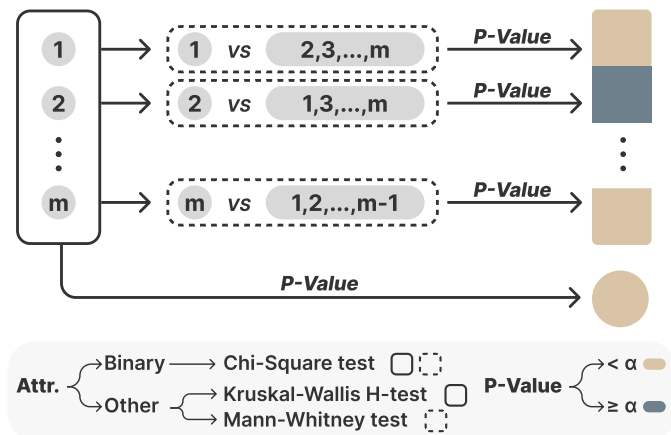 1 1 vs 2,3,...,m P-Value
2 2 vs 1,3,...,m P-Value
m m vs 1,2,...,m-1 P-Value
P-Value
Attr. Binary Chi-Square test
Other Kruskal-Wallis H-test
Mann-Whitney test
P-Value < α
≥ α